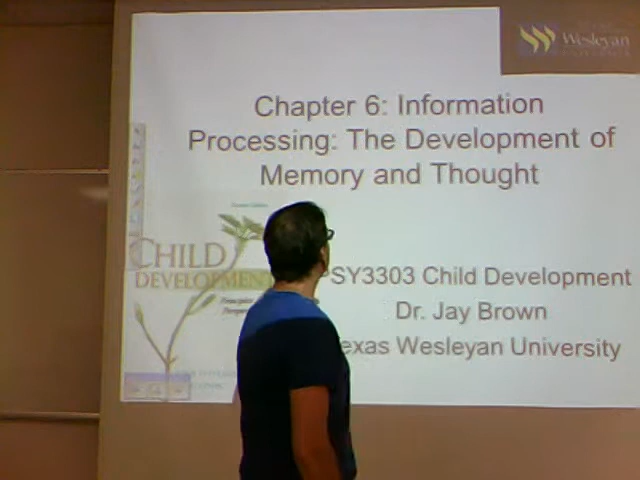 Wesleyan
Chapter 6: Information
Processing: The Development of
Memory and Thought
CHILD
DEVELOPMENT
SY3303 Child Development
Dr. Jay Brown
exas Wesleyan University